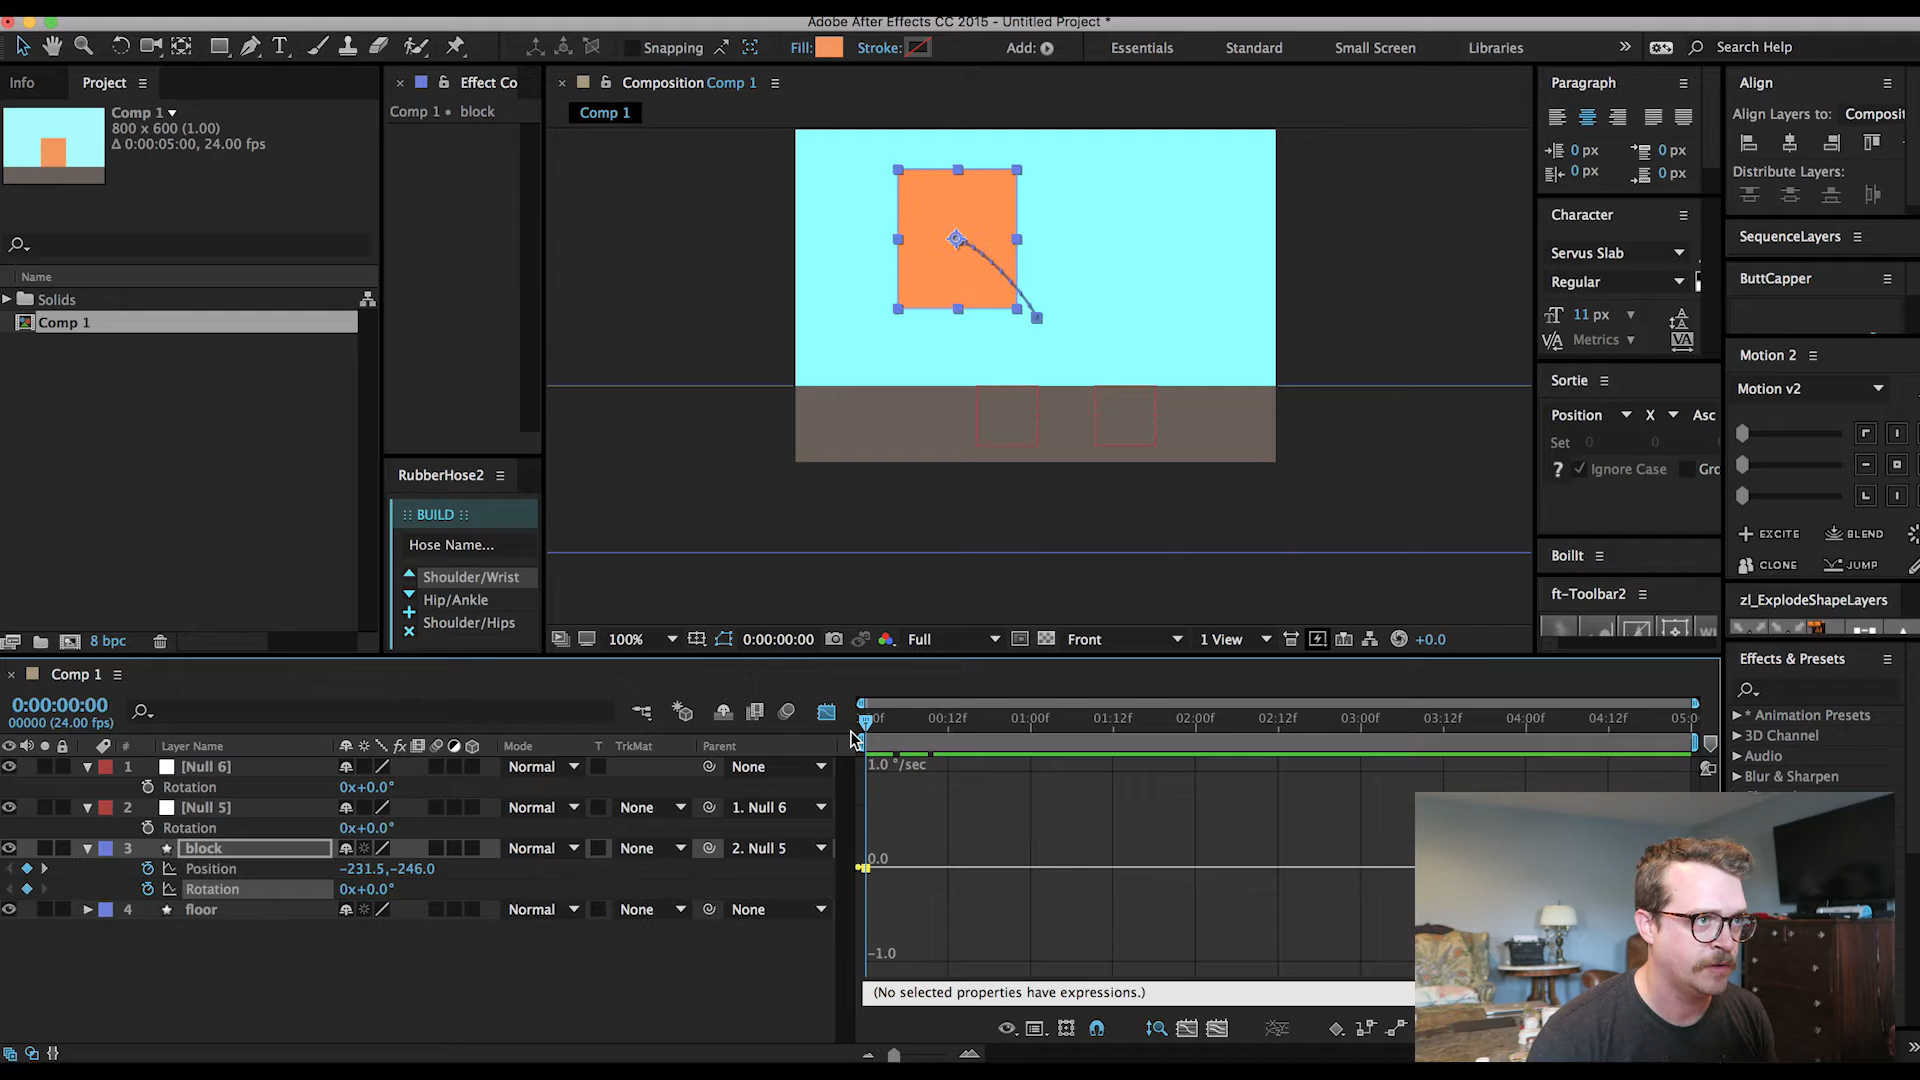 Adobe After Effects CC 2015 - Untitled Project *
Snapping
Fill:
Stroke:
Add:
Essentials
Standard
Small Screen
Libraries
Search Help
Info
Project
Comp 1
800 x 600 (1.00)
Δ 0:00:05:00, 24.00 fps
Name
Solids
Comp 1
8 bpc
Effect Co
Comp 1 • block
RubberHose2
:: BUILD ::
Hose Name...
Shoulder/Wrist
Hip/Ankle
Shoulder/Hips
Composition Comp 1
Comp 1
100%
0:00:00:00
Full
Front
1 View
+0.0
Paragraph
0 px
0 px
0 px
0 px
Character
Servus Slab
Regular
11 px
Metrics
Sortie
Position
X
Asc
Set
0
0
Ignore Case
Gro
BoilIt
ft-Toolbar2
Align
Align Layers to:
Composit
Distribute Layers:
SequenceLayers
ButtCapper
Motion 2
Motion v2
EXCITE
BLEND
CLONE
JUMP
zl_ExplodeShapeLayers
Effects & Presets
* Animation Presets
3D Channel
Audio
Blur & Sharpen
Comp 1
0:00:00:00
00000 (24.00 fps)
00:12f
01:00f
01:12f
02:00f
02:12f
03:00f
03:12f
04:00f
04:12f
05:0
# Layer Name
Mode
T TrkMat
Parent
1 [Null 6] Normal None
Rotation 0x+0.0°
2 [Null 5] Normal None 1. Null 6
Rotation 0x+0.0°
3 block Normal None 2. Null 5
Position -231.5,-246.0
Rotation 0x+0.0°
4 floor Normal None None
1.0 °/sec
0.0
-1.0
(No selected properties have expressions.)